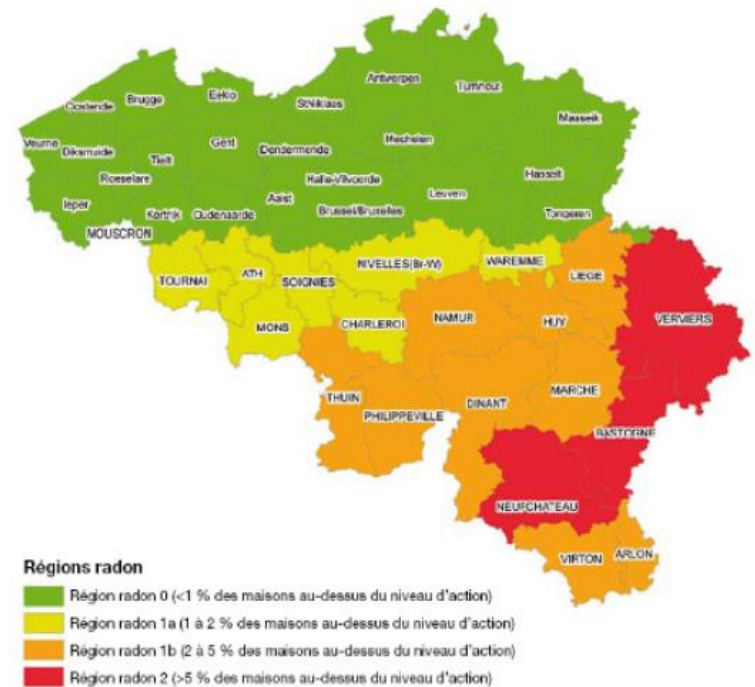 Antwerpen
Turnhout
Eeklo
St-Niklaas
Brugge
Oostende
Masseik
Veurne
Diksmuide
Gent
Mechelen
Tielt
Dendermonde
Roeselare
Halle-Vilvoorde
Hasselt
Leuven
Ieper
Aalst
Kortrijk
Oudenaarde
Brussel/Bruxelles
Tongeren
MOUSCRON
NIVELLES(Br-W)
WAREMME
TOURNAI
ATH
SOIGNIES
LIEGE
MONS
CHARLEROI
NAMUR
HUY
VERVIERS
THUIN
PHILIPPEVILLE
DINANT
MARCHE
BASTOGNE
NEUFCHATEAU
VIRTON
ARLON
Régions radon
Région radon 0 (<1 % des maisons au-dessus du niveau d'action)
Région radon 1a (1 à 2 % des maisons au-dessus du niveau d'action)
Région radon 1b (2 à 5 % des maisons au-dessus du niveau d'action)
Région radon 2 (>5 % des maisons au-dessus du niveau d'action)